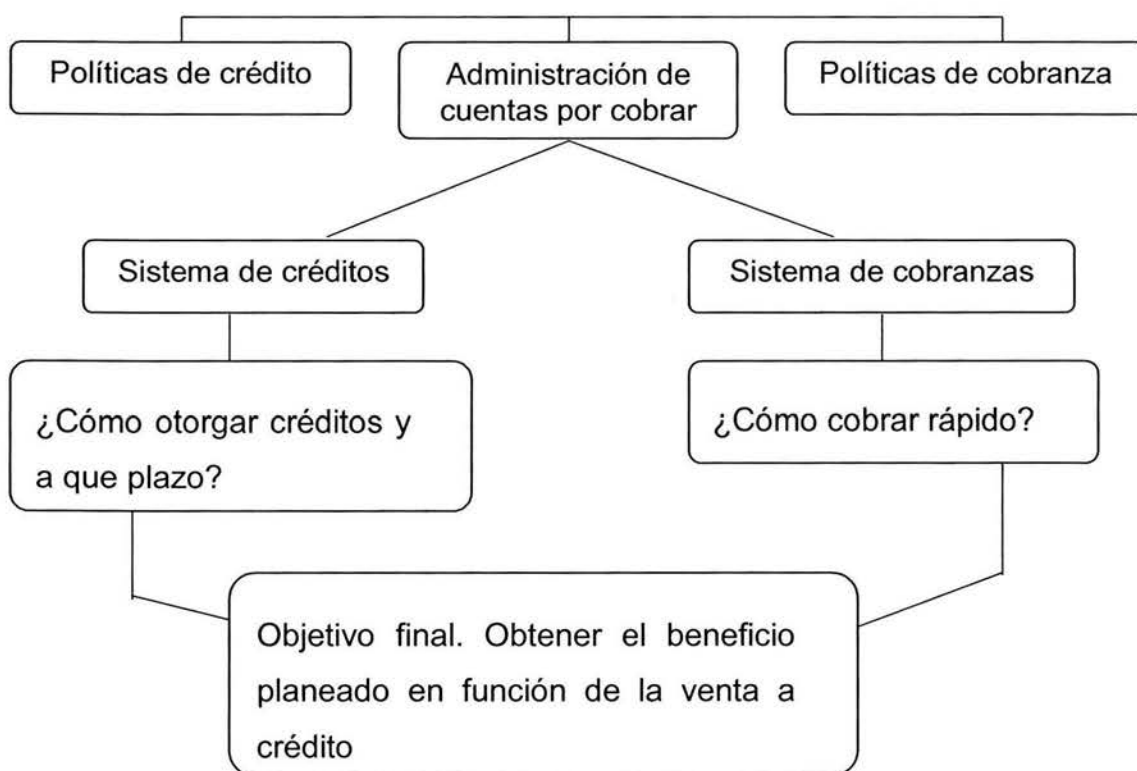 Políticas de crédito
Administración de
cuentas por cobrar
Políticas de cobranza
Sistema de créditos
Sistema de cobranzas
¿Cómo otorgar créditos y
a que plazo?
¿Cómo cobrar rápido?
Objetivo final. Obtener el beneficio
planeado en función de la venta a
crédito